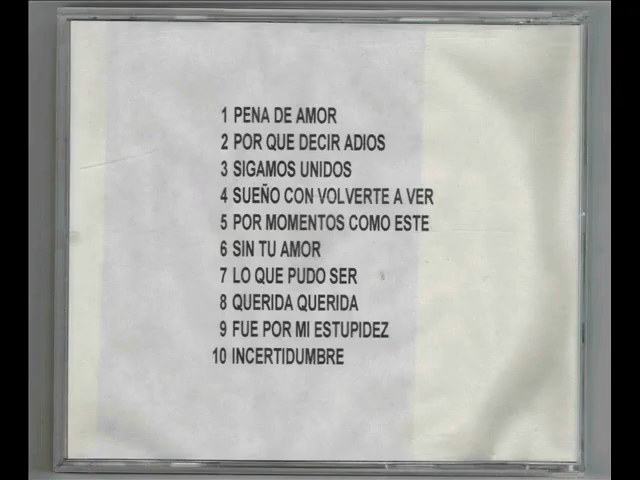 1 PENA DE AMOR
2 POR QUE DECIR ADIOS
3 SIGAMOS UNIDOS
4 SUEÑO CON VOLVERTE A VER
5 POR MOMENTOS COMO ESTE
6 SIN TU AMOR
7 LO QUE PUDO SER
8 QUERIDA QUERIDA
9 FUE POR MI ESTUPIDEZ
10 INCERTIDUMBRE